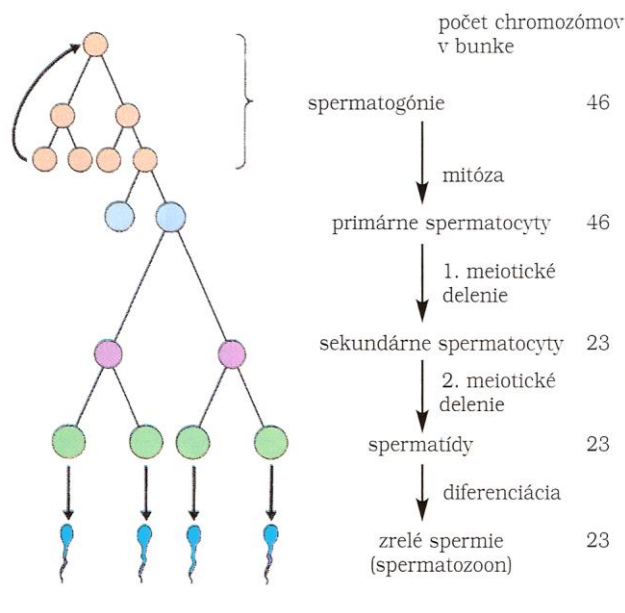 počet chromozómov
v bunke
spermatogónie 46
mitóza
primárne spermatocyty 46
1. meiotické
delenie
sekundárne spermatocyty 23
2. meiotické
delenie
spermatídy 23
diferenciácia
zrelé spermie 23
(spermatozoon)